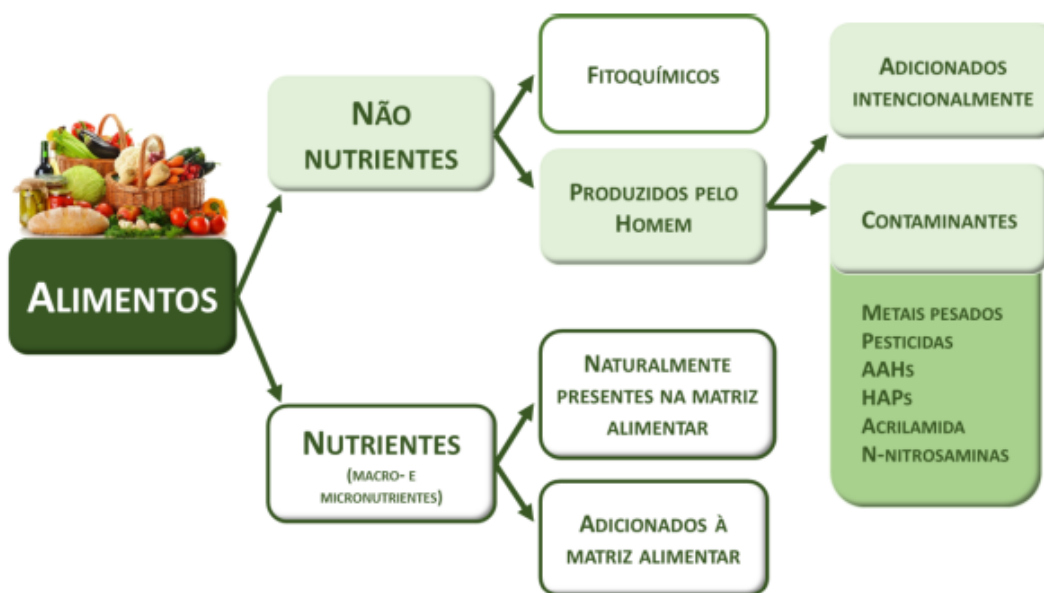 ALIMENTOS
NÃO
NUTRIENTES
FITOQUÍMICOS
PRODUZIDOS PELO
HOMEM
ADICIONADOS
INTENCIONALMENTE
CONTAMINANTES
METAIS PESADOS
PESTICIDAS
AAHS
HAPS
ACRILAMIDA
N-NITROSAMINAS
NUTRIENTES
(MACRO- E
MICRONUTRIENTES)
NATURALMENTE
PRESENTES NA MATRIZ
ALIMENTAR
ADICIONADOS À
MATRIZ ALIMENTAR